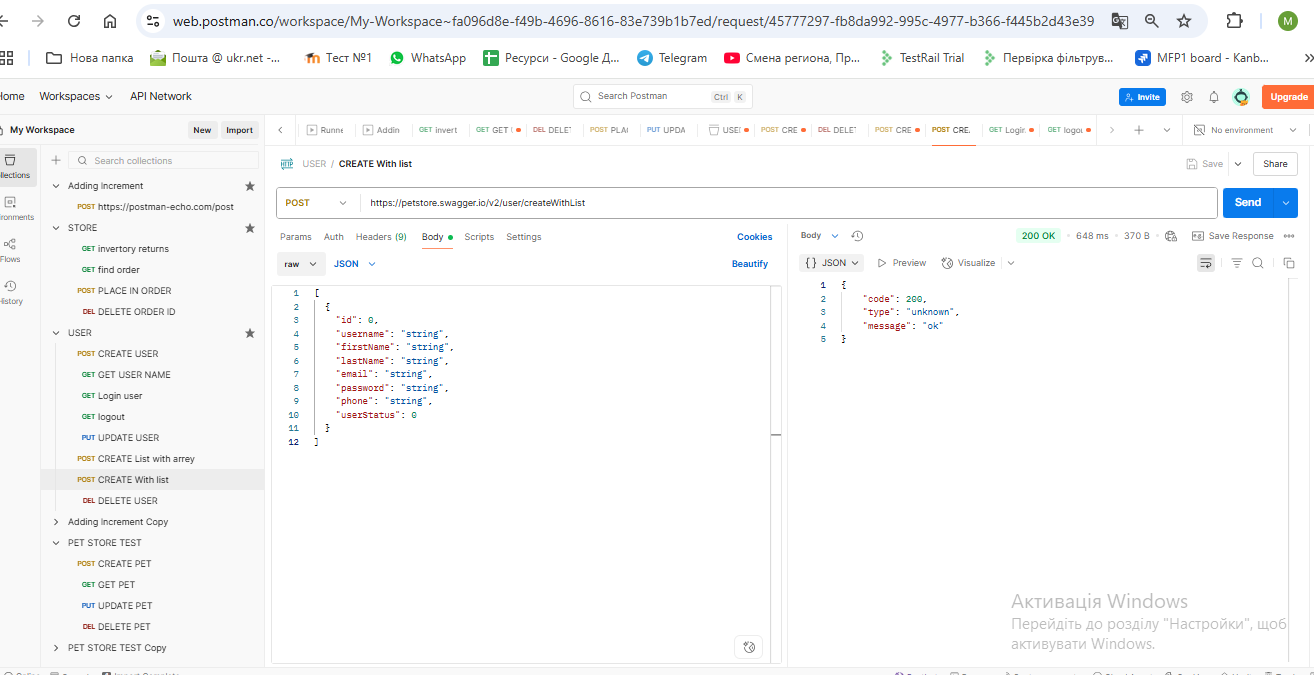 web.postman.co/workspace/My-Workspace~fa096d8e-f49b-4696-8616-83e739b1b7ed/request/45777297-fb8da992-995c-4977-b366-f445b2d43e39
M
Нова папка
Пошта @ ukr.net -...
Тест №1
WhatsApp
Ресурси - Google Д...
Telegram
Смена региона, Пр...
TestRail Trial
Первірка фільтрув...
MFP1 board - Kanb...
Home Workspaces API Network
Search Postman Ctrl K
Invite
Upgrade
My Workspace New Import
Runne
Addin
GET invert
GET GET
DEL DELET
POST PLAC
PUT UPDA
USE
POST CRE
DEL DELET
POST CRE
POST CRE.
GET Login
GET logou
No environment
Collections
Environments
Flows
History
Search collections
Adding Increment
POST https://postman-echo.com/post
STORE
GET invertory returns
GET find order
POST PLACE IN ORDER
DEL DELETE ORDER ID
USER
POST CREATE USER
GET GET USER NAME
GET Login user
GET logout
PUT UPDATE USER
POST CREATE List with arrey
POST CREATE With list
DEL DELETE USER
Adding Increment Copy
PET STORE TEST
POST CREATE PET
GET GET PET
PUT UPDATE PET
DEL DELETE PET
PET STORE TEST Copy
HTTP USER / CREATE With list
Save Share
POST https://petstore.swagger.io/v2/user/createWithList
Send
Params Auth Headers (9) Body Scripts Settings Cookies
raw JSON Beautify
1 [
2 {
3 "id": 0,
4 "username": "string",
5 "firstName": "string",
6 "lastName": "string",
7 "email": "string",
8 "password": "string",
9 "phone": "string",
10 "userStatus": 0
11 }
12 ]
Body 200 OK • 648 ms • 370 B • Save Response
{} JSON Preview Visualize
1 {
2 "code": 200,
3 "type": "unknown",
4 "message": "ok"
5 }
Активація Windows
Перейдіть до розділу "Настройки", щоб
активувати Windows.